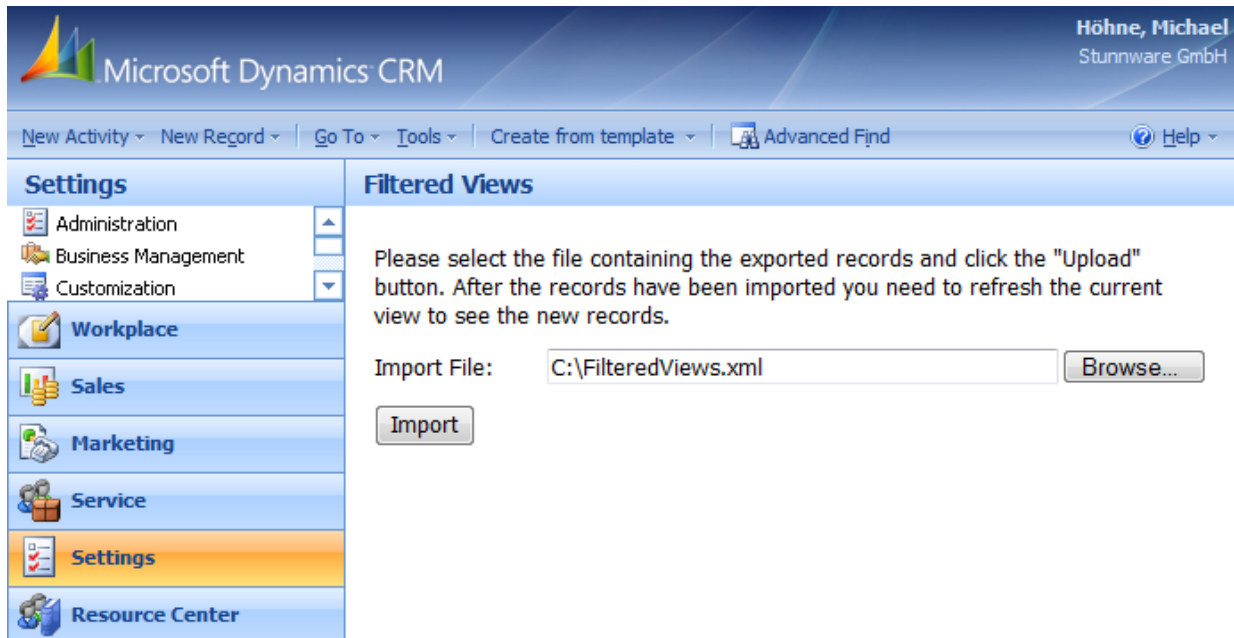 Höhne, Michael
Microsoft Dynamics CRM
Stunnware GmbH
New Activity New Record Go To Tools Create from template Advanced Find Help
Settings
Filtered Views
Administration
Business Management
Customization
Please select the file containing the exported records and click the "Upload"
button. After the records have been imported you need to refresh the current
view to see the new records.
Import File: C:\FilteredViews.xml Browse...
Import
Workplace
Sales
Marketing
Service
Settings
Resource Center